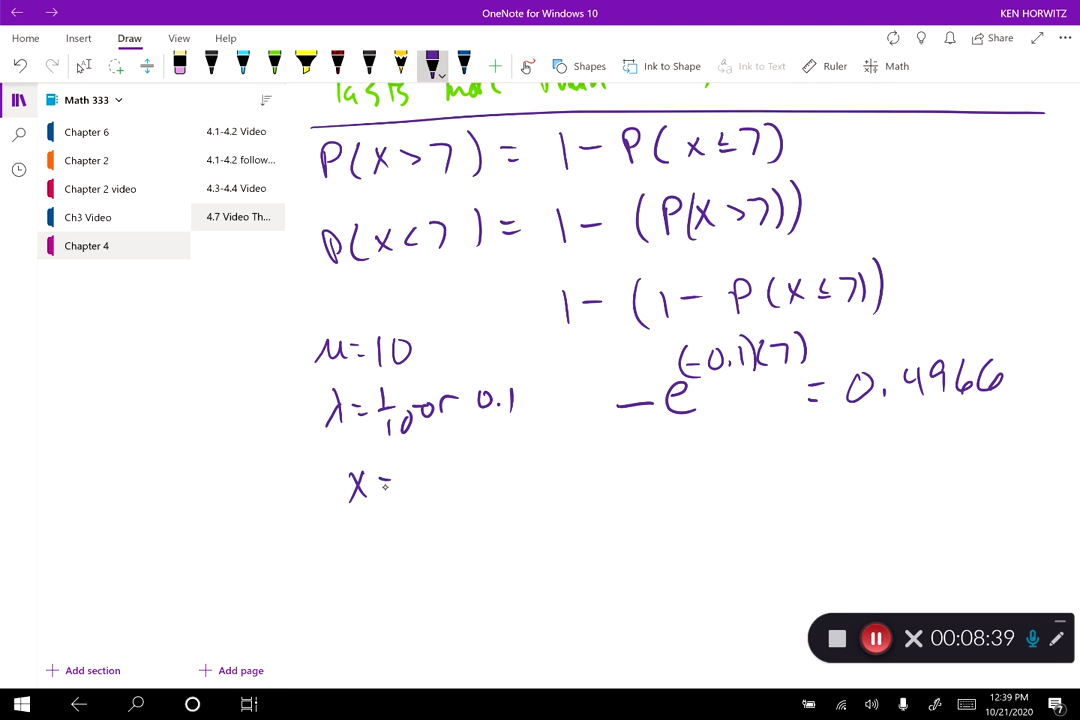 OneNote for Windows 10
KEN HORWITZ
Home Insert Draw View Help
Share
Shapes Ink to Shape Ink to Text Ruler Math
Math 333
Chapter 6
Chapter 2
Chapter 2 video
Ch3 Video
Chapter 4
4.1-4.2 Video
4.1-4.2 follow...
4.3-4.4 Video
4.7 Video Th...
lasts
P(X > 7) = 1 - P(x ≤ 7)
P(x < 7) = 1 - (P(X > 7))
1 - (1 - P(X ≤ 7))
μ = 10
λ = 1/10 or 0.1
- e^(-0.1)(7) = 0.4966
X =
00:08:39
Add section
Add page
12:39 PM
10/21/2020
7